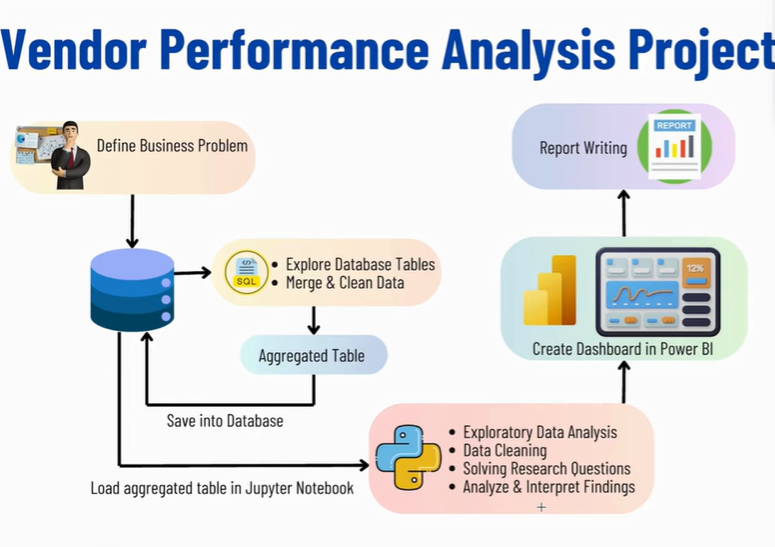 Vendor Performance Analysis Project
Define Business Problem
SQL
• Explore Database Tables
• Merge & Clean Data
Aggregated Table
Save into Database
Load aggregated table in Jupyter Notebook
• Exploratory Data Analysis
• Data Cleaning
• Solving Research Questions
• Analyze & Interpret Findings
12%
Create Dashboard in Power BI
Report Writing
REPORT